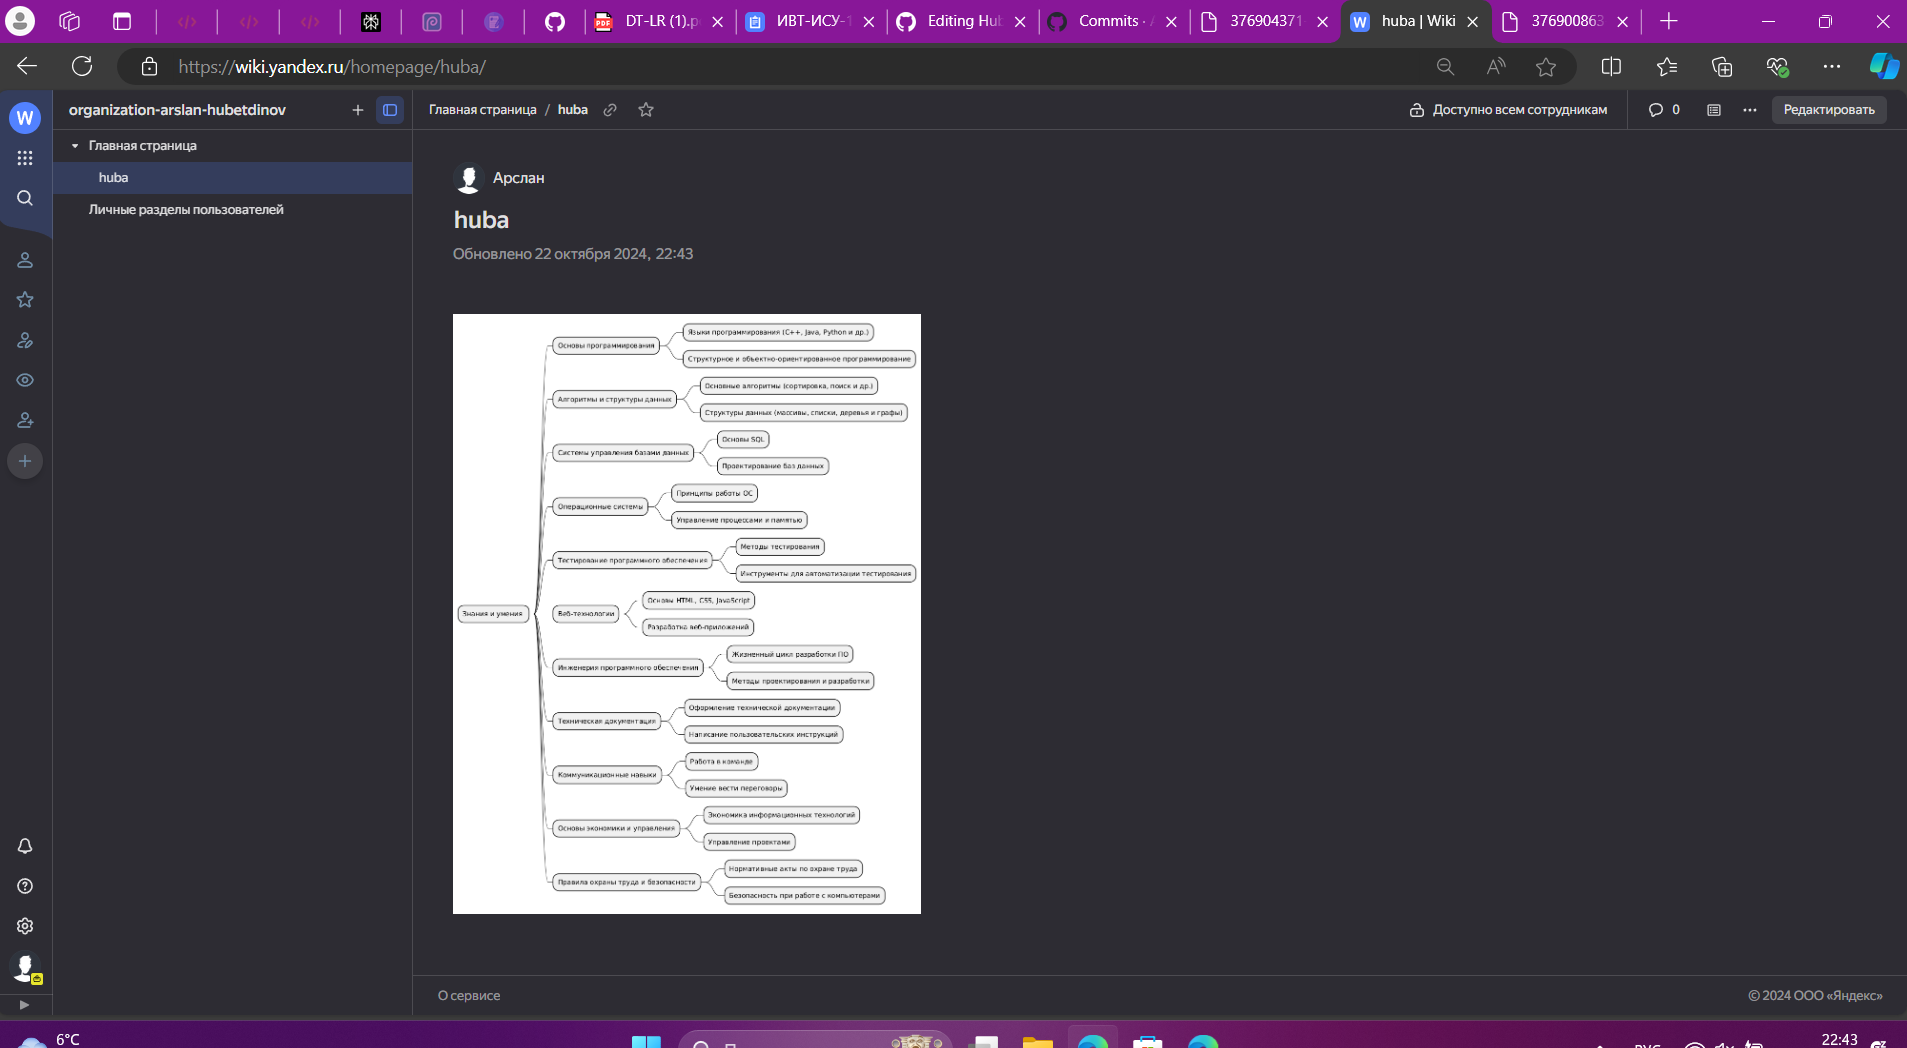 DT-LR (1).p
ИВТ-ИСУ-1
Editing Hub
Commits · A
376904371
huba | Wiki
376900863
https://wiki.yandex.ru/homepage/huba/
W
organization-arslan-hubetdinov
Главная страница / huba
Доступно всем сотрудникам
0
Редактировать
Главная страница
huba
Личные разделы пользователей
Арслан
huba
Обновлено 22 октября 2024, 22:43
Знания и умения
Основы программирования
Языки программирования (C++, Java, Python и др.)
Структурное и объектно-ориентированное программирование
Алгоритмы и структуры данных
Основные алгоритмы (сортировка, поиск и др.)
Структуры данных (массивы, списки, деревья и графы)
Системы управления базами данных
Основы SQL
Проектирование баз данных
Операционные системы
Принципы работы ОС
Управление процессами и памятью
Тестирование программного обеспечения
Методы тестирования
Инструменты для автоматизации тестирования
Веб-технологии
Основы HTML, CSS, JavaScript
Разработка веб-приложений
Инженерия программного обеспечения
Жизненный цикл разработки ПО
Методы проектирования и разработки
Техническая документация
Оформление технической документации
Написание пользовательских инструкций
Коммуникационные навыки
Работа в команде
Умение вести переговоры
Основы экономики и управления
Экономика информационных технологий
Управление проектами
Правила охраны труда и безопасности
Нормативные акты по охране труда
Безопасность при работе с компьютерами
О сервисе
© 2024 ООО «Яндекс»
6°C
РУС
22:43